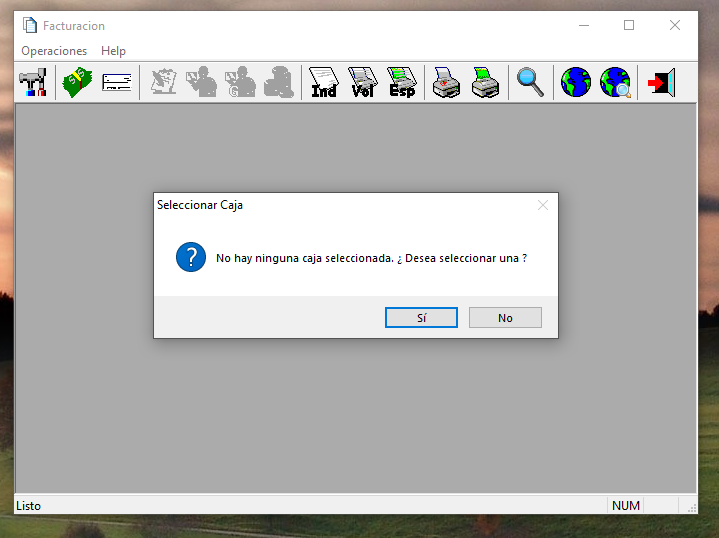 Facturacion
Operaciones Help
Ind Vol Esp
Seleccionar Caja
No hay ninguna caja seleccionada. ¿ Desea seleccionar una ?
Sí No
Listo NUM